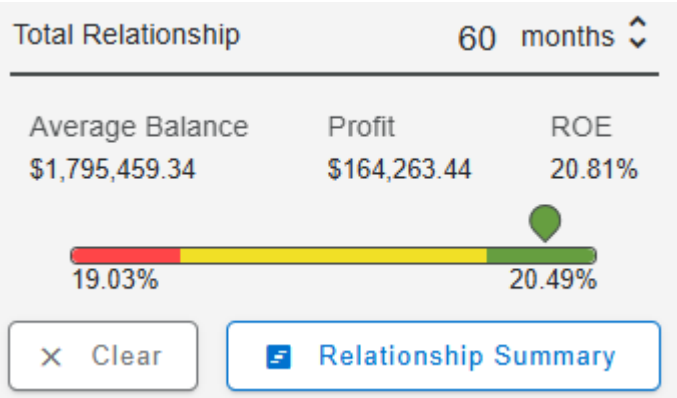 Total Relationship 60 months
Average Balance Profit ROE
$1,795,459.34 $164,263.44 20.81%
19.03% 20.49%
Clear Relationship Summary